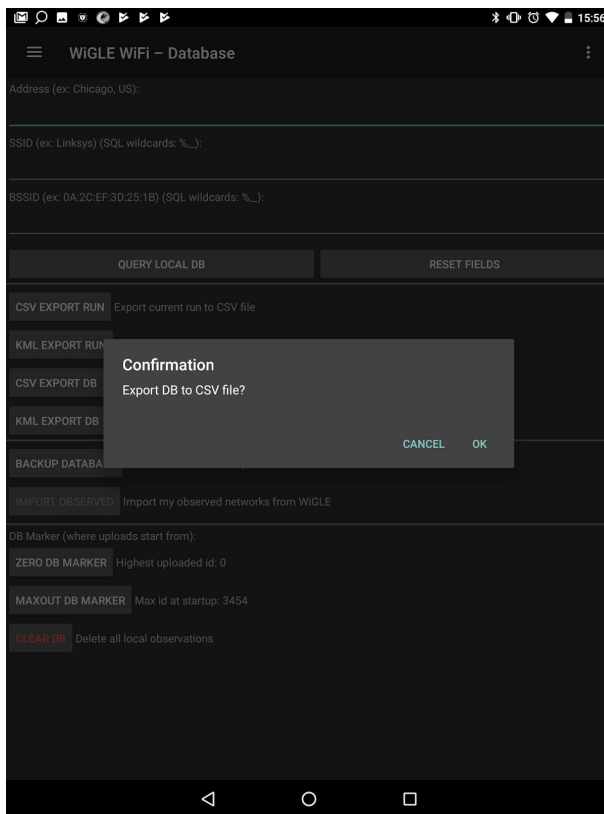 15:56
WiGLE WiFi – Database
Address (ex: Chicago, US):
SSID (ex: Linksys) (SQL wildcards: %,_):
BSSID (ex: 0A:2C:EF:3D:25:1B) (SQL wildcards: %,_):
QUERY LOCAL DB RESET FIELDS
CSV EXPORT RUN Export current run to CSV file
KML EXPORT RUN
Confirmation
CSV EXPORT DB
Export DB to CSV file?
KML EXPORT DB
CANCEL OK
BACKUP DATABA
IMPORT OBSERVED Import my observed networks from WiGLE
DB Marker (where uploads start from):
ZERO DB MARKER Highest uploaded id: 0
MAXOUT DB MARKER Max id at startup: 3454
CLEAR DB Delete all local observations